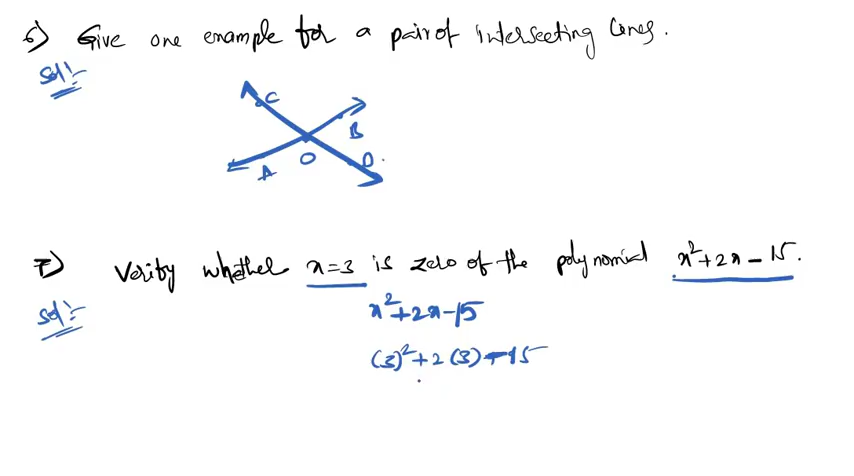 6) Give one example for a pair of intersecting lines.
Sol:-
C
B
O
D
A
7) Verify whether x=3 is zero of the polynomial x²+2x-15.
Sol:-
x²+2x-15
(3)²+2(3)-15